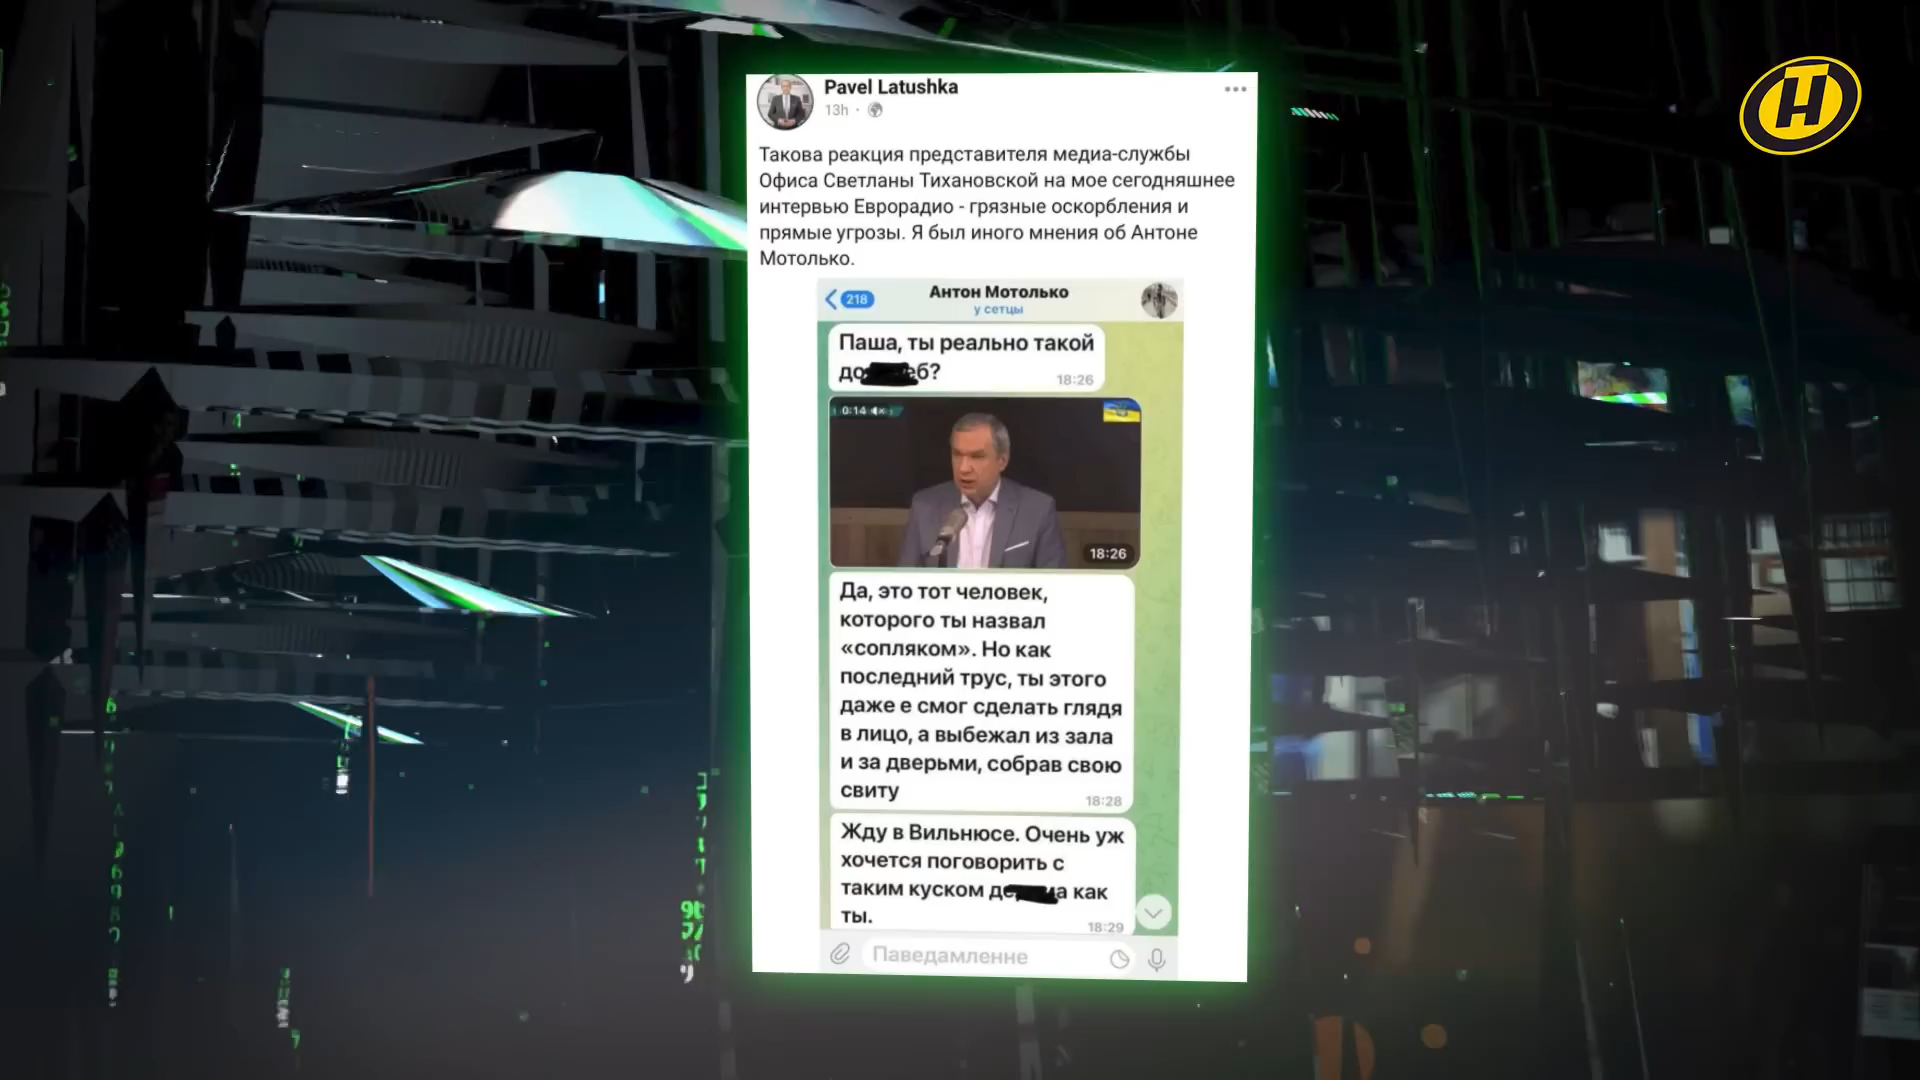 Pavel Latushka
13h
Такова реакция представителя медиа-службы
Офиса Светланы Тихановской на мое сегодняшнее
интервью Еврорадио - грязные оскорбления и
прямые угрозы. Я был иного мнения об Антоне
Мотолько.
218
Антон Мотолько
у сетцы
Паша, ты реально такой
до еб?
18:26
0:14
18:26
Да, это тот человек,
которого ты назвал
«сопляком». Но как
последний трус, ты этого
даже е смог сделать глядя
в лицо, а выбежал из зала
и за дверьми, собрав свою
свиту
18:28
Жду в Вильнюсе. Очень уж
хочется поговорить с
таким куском де а как
ты.
18:29
Паведамленне
Н